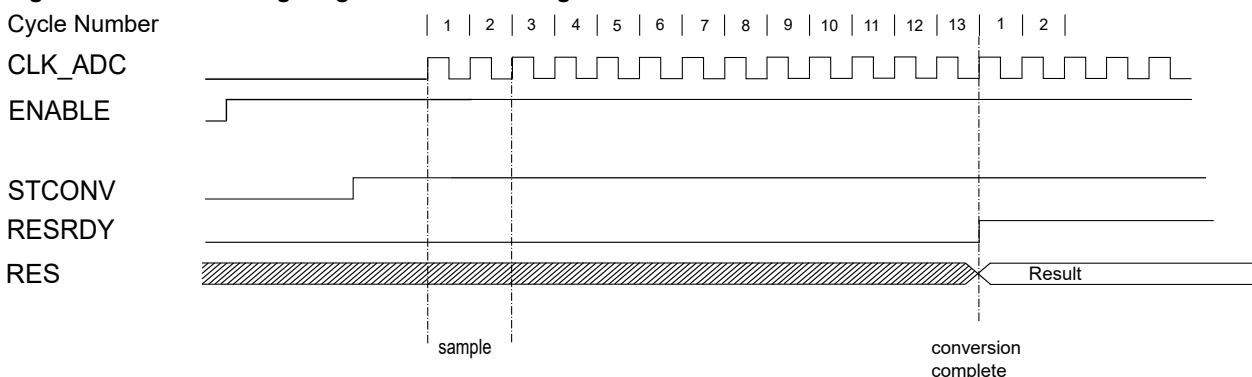 Cycle Number 1 2 3 4 5 6 7 8 9 10 11 12 13 1 2
CLK_ADC
ENABLE
STCONV
RESRDY
RES Result
sample
conversion
complete